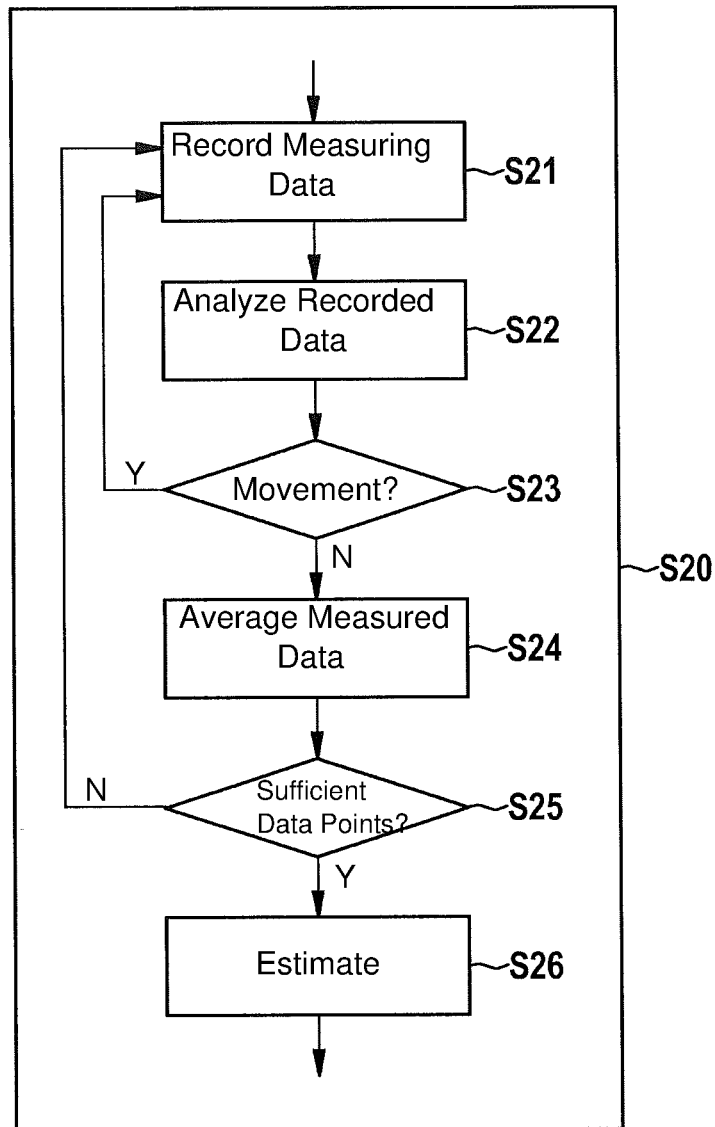 Record Measuring
Data
S21
Analyze Recorded
Data
S22
Y
Movement?
S23
N
S20
Average Measured
Data
S24
N
Sufficient
Data Points?
S25
Y
Estimate
S26